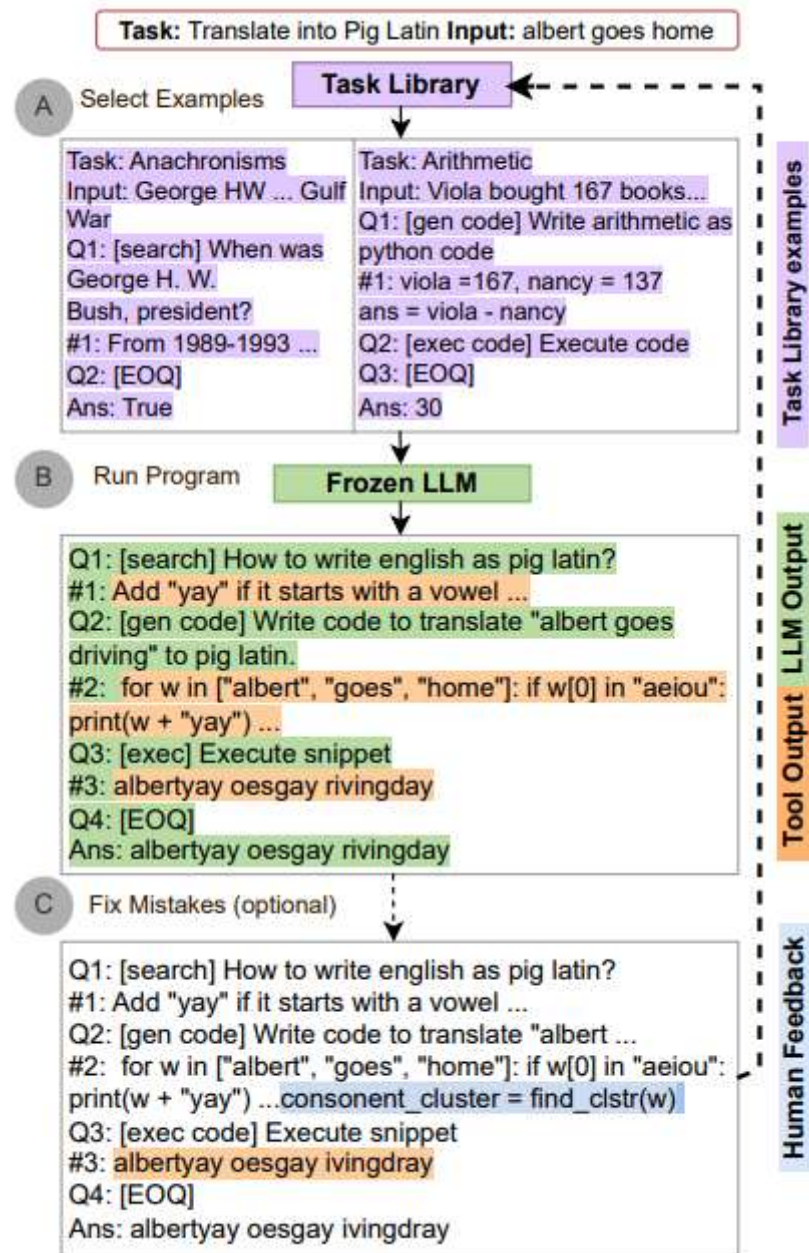 Task: Translate into Pig Latin Input: albert goes home
A
Select Examples
Task Library
Task: Anachronisms
Input: George HW ... Gulf
War
Q1: [search] When was
George H. W.
Bush, president?
#1: From 1989-1993 ...
Q2: [EOQ]
Ans: True
Task: Arithmetic
Input: Viola bought 167 books...
Q1: [gen code] Write arithmetic as
python code
#1: viola =167, nancy = 137
ans = viola - nancy
Q2: [exec code] Execute code
Q3: [EOQ]
Ans: 30
B
Run Program
Frozen LLM
Q1: [search] How to write english as pig latin?
#1: Add "yay" if it starts with a vowel ...
Q2: [gen code] Write code to translate "albert goes
driving" to pig latin.
#2: for w in ["albert", "goes", "home"]: if w[0] in "aeiou":
print(w + "yay") ...
Q3: [exec] Execute snippet
#3: albertyay oesgay rivingday
Q4: [EOQ]
Ans: albertyay oesgay rivingday
C
Fix Mistakes (optional)
Q1: [search] How to write english as pig latin?
#1: Add "yay" if it starts with a vowel ...
Q2: [gen code] Write code to translate "albert ...
#2: for w in ["albert", "goes", "home"]: if w[0] in "aeiou":
print(w + "yay") ...consonent_cluster = find_clstr(w)
Q3: [exec code] Execute snippet
#3: albertyay oesgay ivingdray
Q4: [EOQ]
Ans: albertyay oesgay ivingdray
Task Library examples
LLM Output
Tool Output
Human Feedback